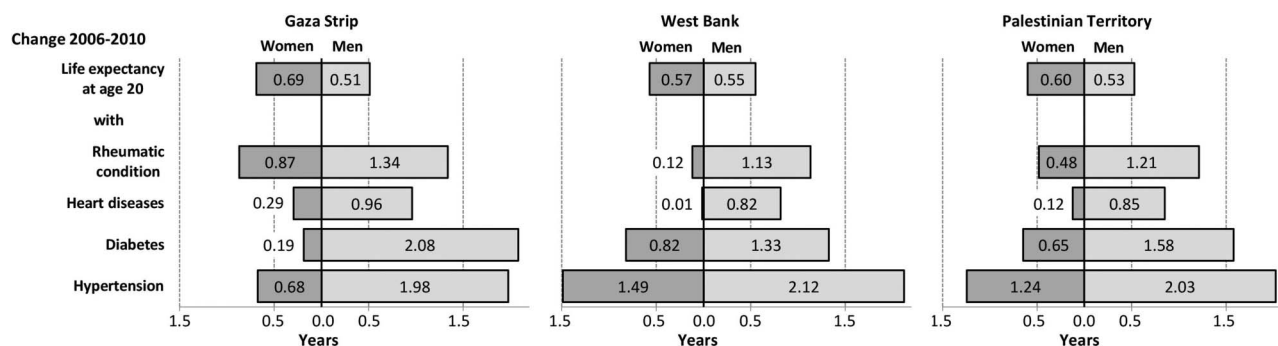 Gaza Strip West Bank Palestinian Territory
Change 2006-2010
Women Men Women Men Women Men
Life expectancy
at age 20
0.69 0.51 0.57 0.55 0.60 0.53
with
Rheumatic
condition
0.87 1.34 0.12 1.13 0.48 1.21
Heart diseases 0.29 0.96 0.01 0.82 0.12 0.85
Diabetes 0.19 2.08 0.82 1.33 0.65 1.58
Hypertension 0.68 1.98 1.49 2.12 1.24 2.03
1.5 0.5 0.0 0.5 1.5 1.5 0.5 0.0 0.5 1.5 1.5 0.5 0.0 0.5 1.5
Years Years Years